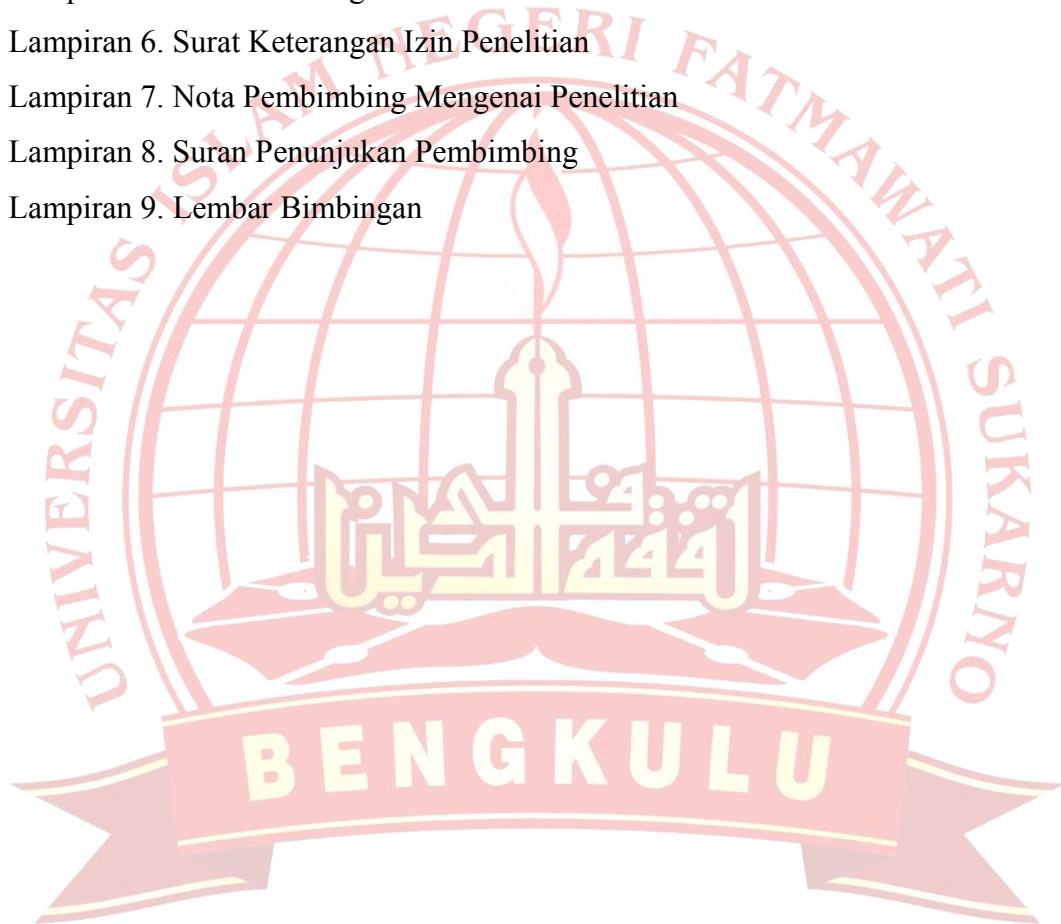 Lampiran 6. Surat Keterangan Izin Penelitian
Lampiran 7. Nota Pembimbing Mengenai Penelitian
Lampiran 8. Suran Penunjukan Pembimbing
Lampiran 9. Lembar Bimbingan
UNIVERSITAS ISLAM NEGERI FATMAWATI SUKARNO
BENGKULU